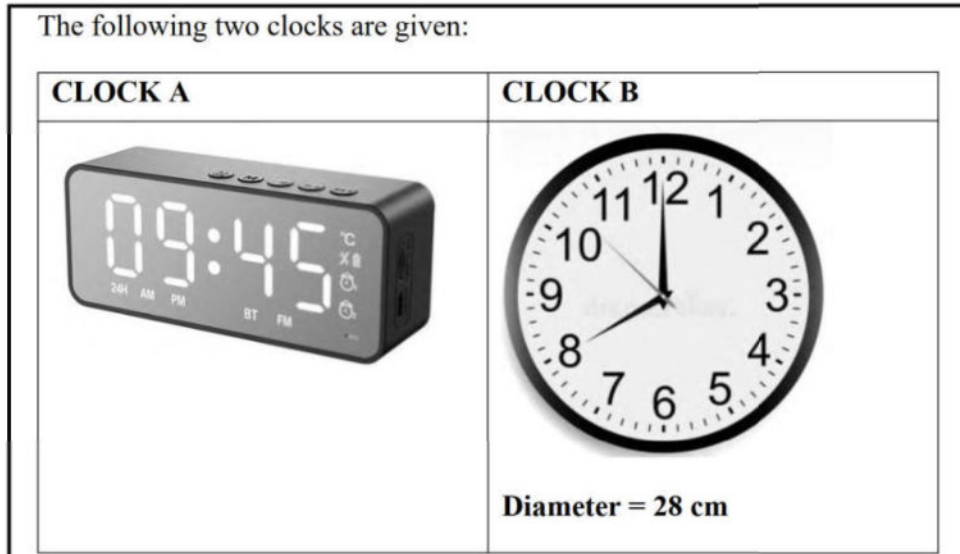 The following two clocks are given:
CLOCK A
CLOCK B
09:45
°C
24H AM PM
BT FM
12
11 1
10 2
9 3
8 4
7 5
6
Diameter = 28 cm